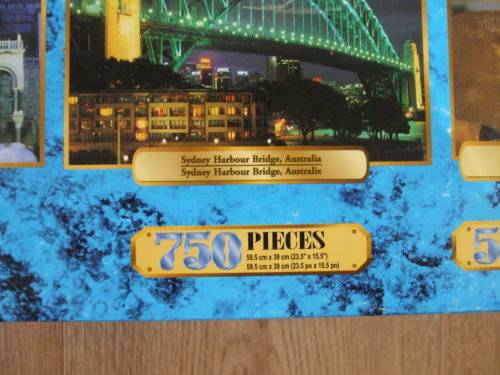 Sydney Harbour Bridge, Australia
Sydney Harbour Bridge, Australie
750 PIECES
59.5 cm x 39 cm (23.5" x 15.5")
59.5 cm x 39 cm (23.5 po x 15.5 po)
5